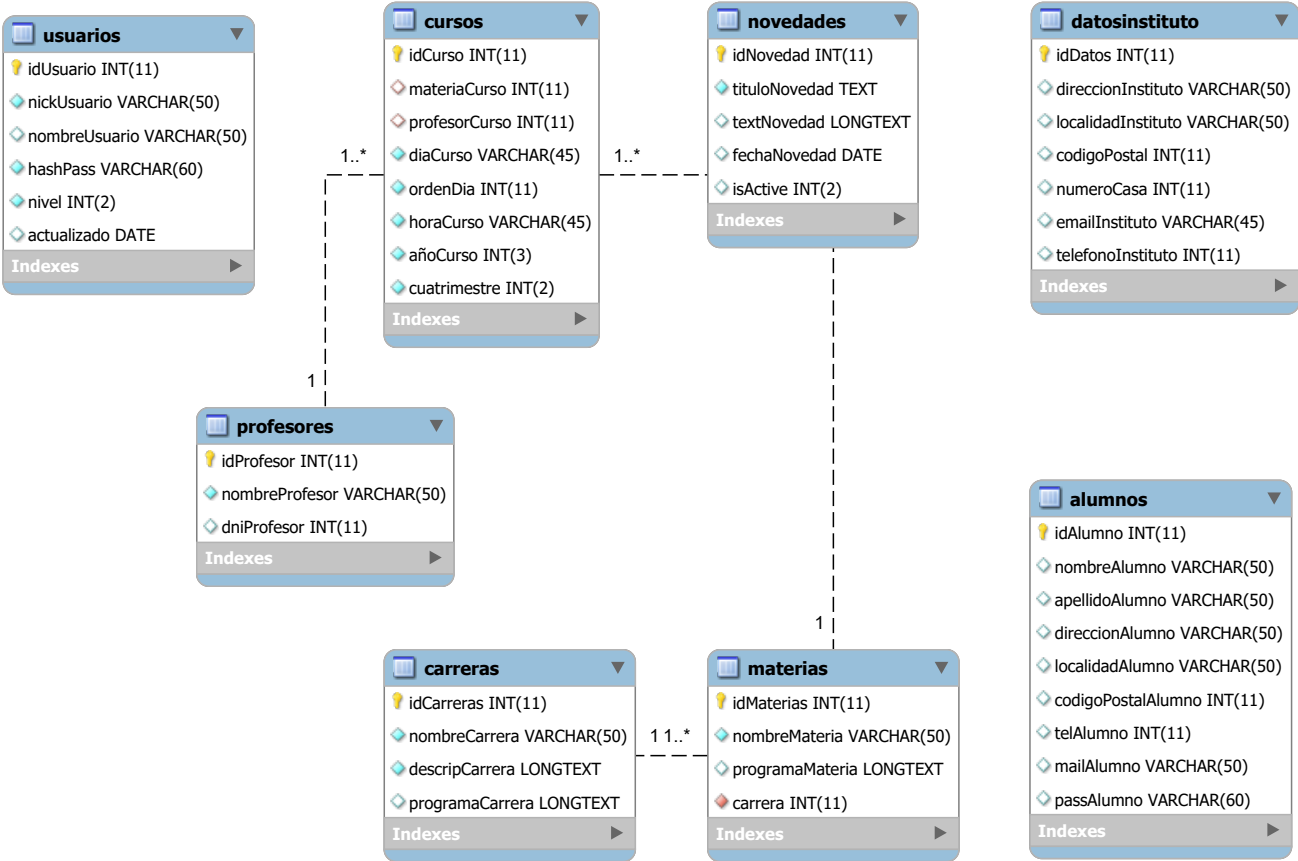 usuarios
idUsuario INT(11)
nickUsuario VARCHAR(50)
nombreUsuario VARCHAR(50)
hashPass VARCHAR(60)
nivel INT(2)
actualizado DATE
Indexes
cursos
idCurso INT(11)
materiaCurso INT(11)
profesorCurso INT(11)
diaCurso VARCHAR(45)
ordenDia INT(11)
horaCurso VARCHAR(45)
añoCurso INT(3)
cuatrimestre INT(2)
Indexes
novedades
idNovedad INT(11)
tituloNovedad TEXT
textNovedad LONGTEXT
fechaNovedad DATE
isActive INT(2)
Indexes
datosinstituto
idDatos INT(11)
direccionInstituto VARCHAR(50)
localidadInstituto VARCHAR(50)
codigoPostal INT(11)
numeroCasa INT(11)
emailInstituto VARCHAR(45)
telefonoInstituto INT(11)
Indexes
1..*
1..*
1
profesores
idProfesor INT(11)
nombreProfesor VARCHAR(50)
dniProfesor INT(11)
Indexes
1
carreras
idCarreras INT(11)
nombreCarrera VARCHAR(50)
descripCarrera LONGTEXT
programaCarrera LONGTEXT
Indexes
1 1..*
materias
idMaterias INT(11)
nombreMateria VARCHAR(50)
programaMateria LONGTEXT
carrera INT(11)
Indexes
alumnos
idAlumno INT(11)
nombreAlumno VARCHAR(50)
apellidoAlumno VARCHAR(50)
direccionAlumno VARCHAR(50)
localidadAlumno VARCHAR(50)
codigoPostalAlumno INT(11)
telAlumno INT(11)
mailAlumno VARCHAR(50)
passAlumno VARCHAR(60)
Indexes